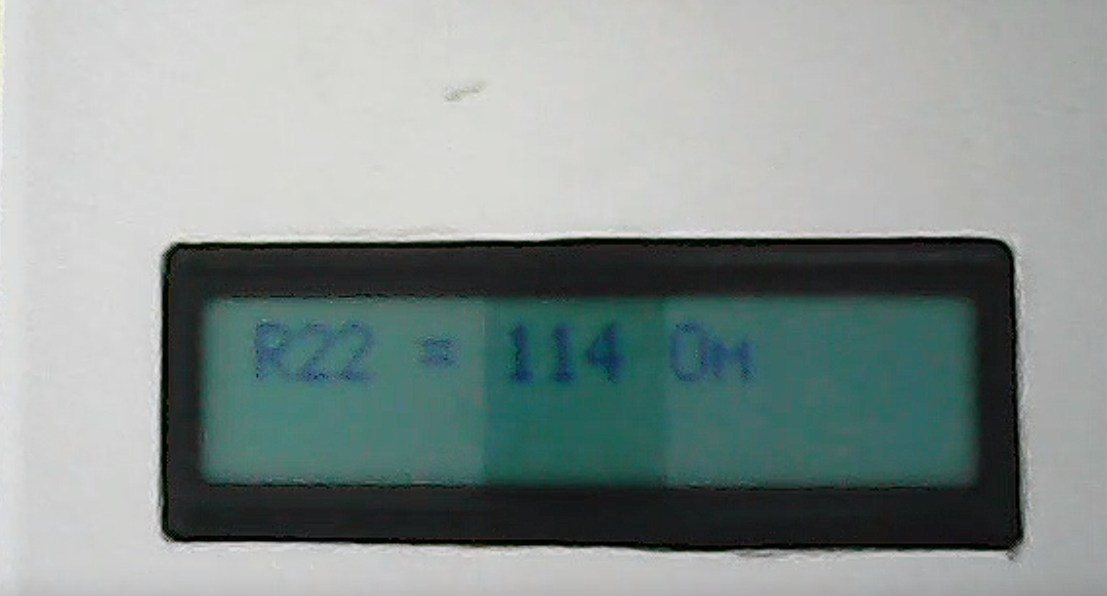 R22 = 114 Ом